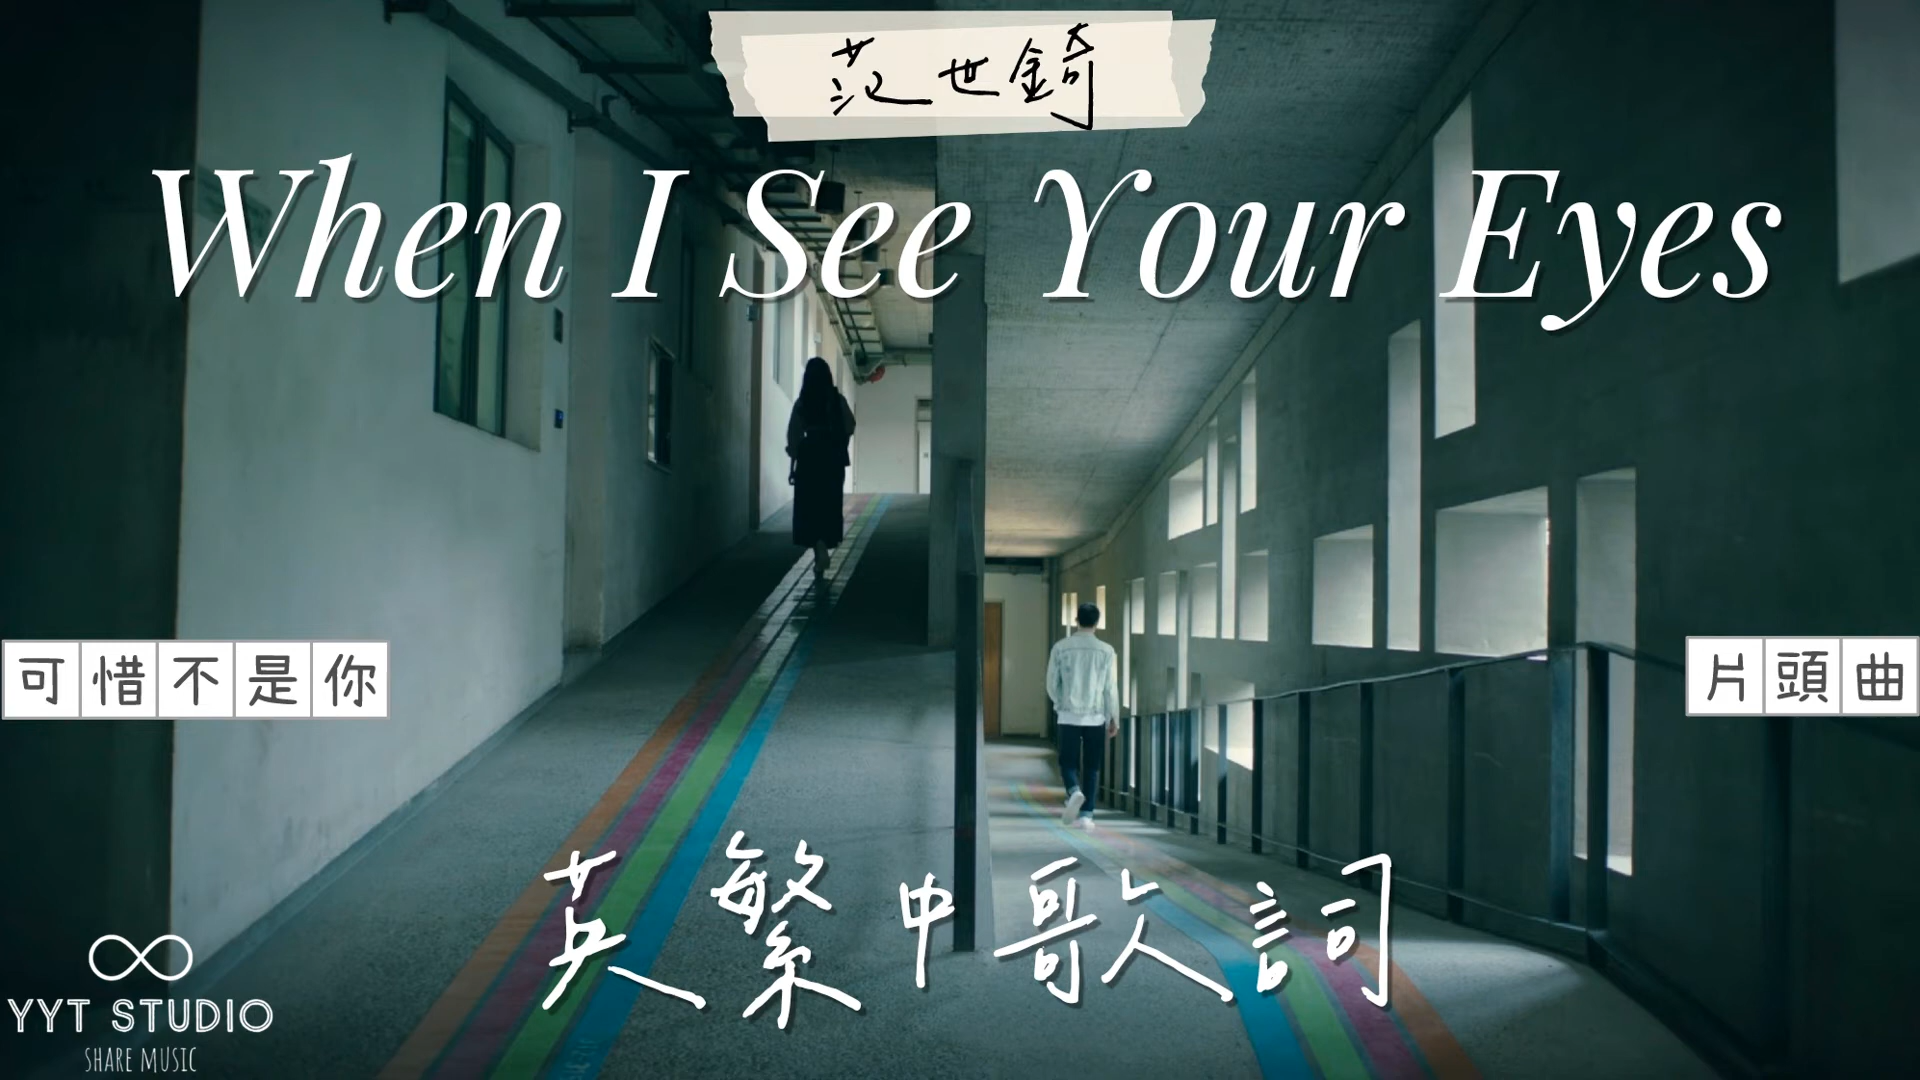 范世錡
When I See Your Eyes
可惜不是你
片頭曲
英繁中歌詞
YYT STUDIO
SHARE MUSIC